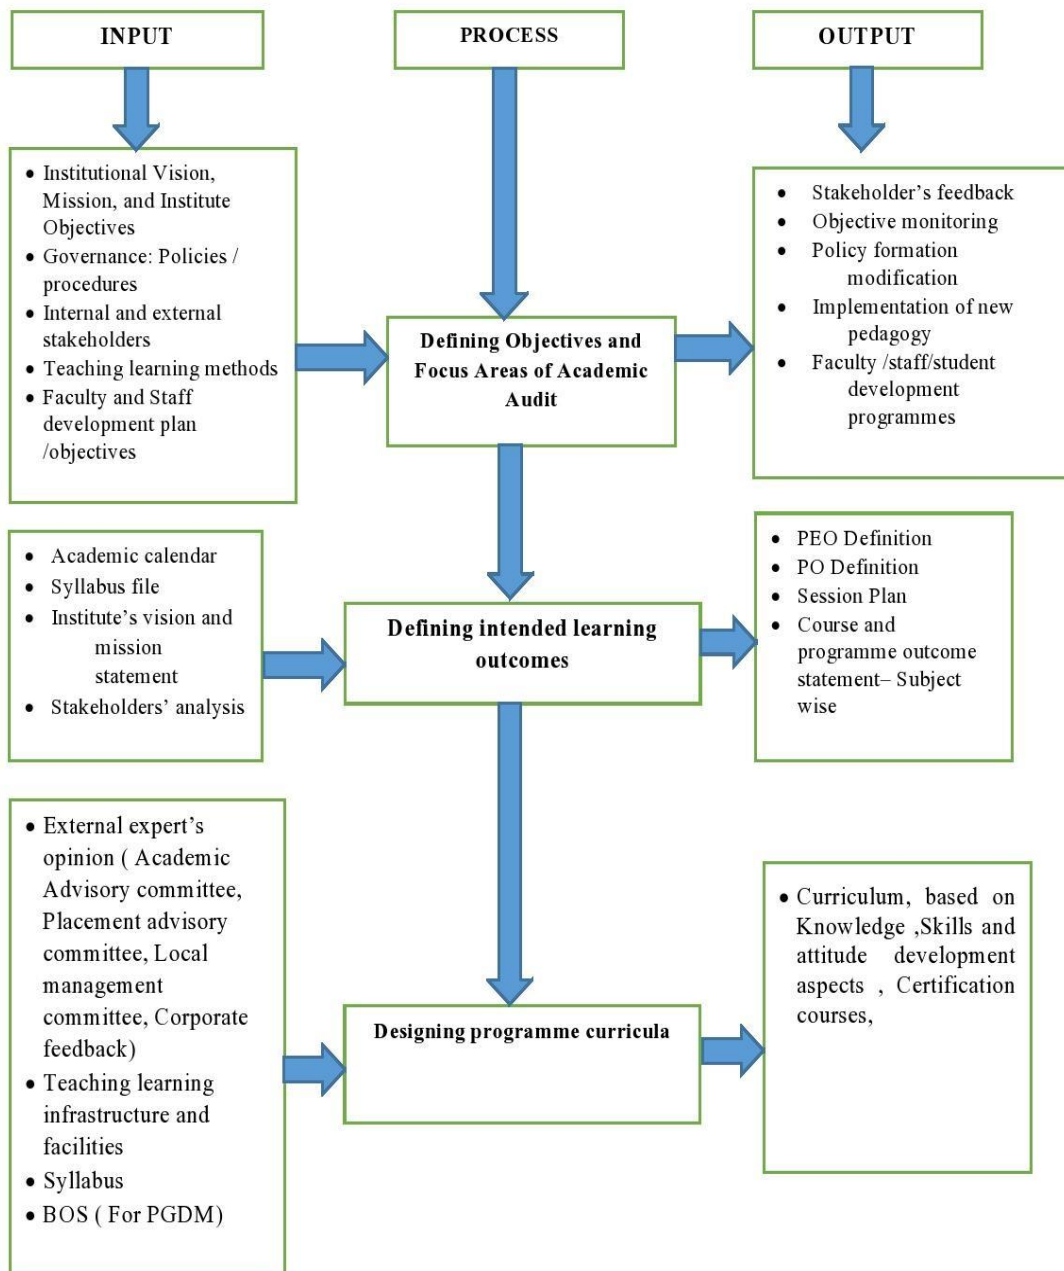 INPUT
PROCESS
OUTPUT
• Institutional Vision,
Mission, and Institute
Objectives
• Governance: Policies /
procedures
• Internal and external
stakeholders
• Teaching learning methods
• Faculty and Staff
development plan
/objectives
Defining Objectives and
Focus Areas of Academic
Audit
• Stakeholder’s feedback
• Objective monitoring
• Policy formation
modification
• Implementation of new
pedagogy
• Faculty /staff/student
development
programmes
• Academic calendar
• Syllabus file
• Institute’s vision and
mission
statement
• Stakeholders’ analysis
Defining intended learning
outcomes
• PEO Definition
• PO Definition
• Session Plan
• Course and
programme outcome
statement– Subject
wise
• External expert’s
opinion ( Academic
Advisory committee,
Placement advisory
committee, Local
management
committee, Corporate
feedback)
• Teaching learning
infrastructure and
facilities
• Syllabus
• BOS ( For PGDM)
Designing programme curricula
• Curriculum, based on
Knowledge ,Skills and
attitude development
aspects , Certification
courses,